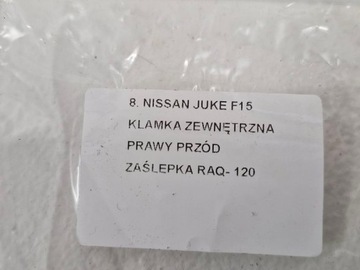 8. NISSAN JUKE F15
KLAMKA ZEWNĘTRZNA
PRAWY PRZÓD
ZAŚLEPKA RAQ- 120